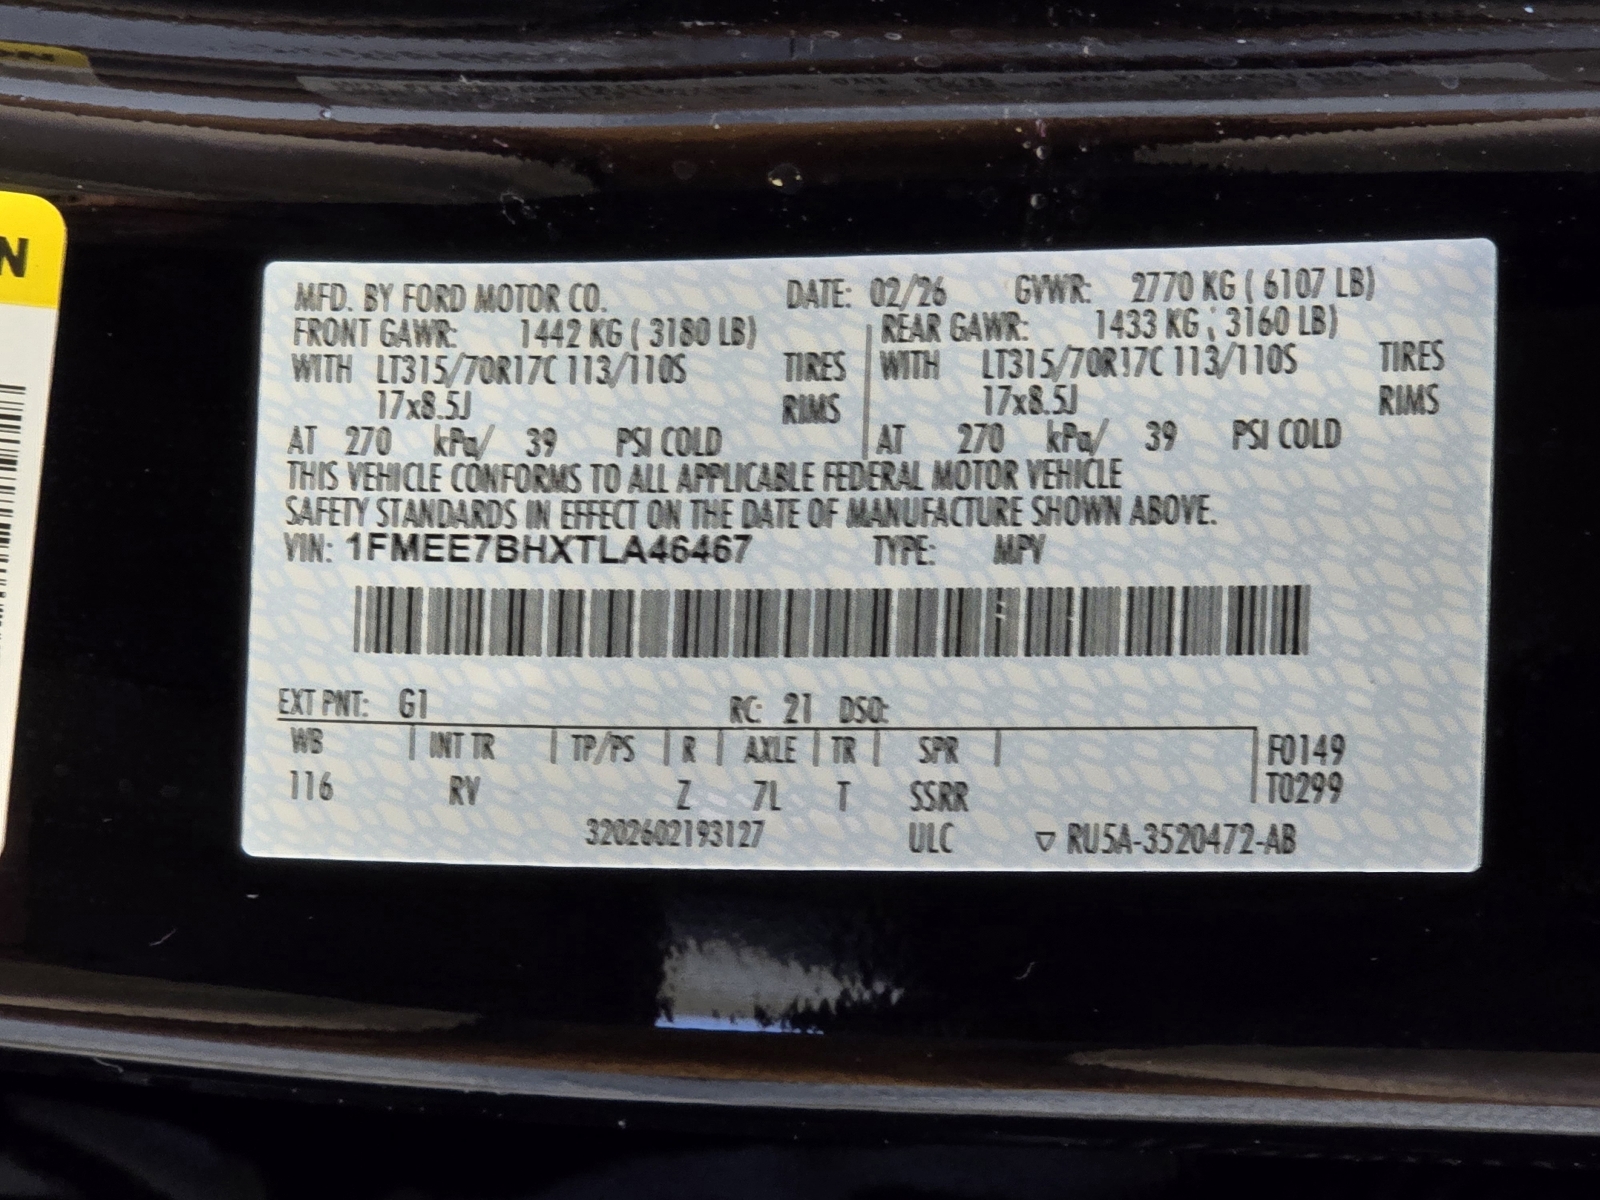 N
MFD. BY FORD MOTOR CO. DATE: 02/26 GVWR: 2770 KG ( 6107 LB)
FRONT GAWR: 1442 KG ( 3180 LB) REAR GAWR: 1433 KG ( 3160 LB)
WITH LT315/70R17C 113/110S TIRES WITH LT315/70R17C 113/110S TIRES
17x8.5J RIMS 17x8.5J RIMS
AT 270 kPa/ 39 PSI COLD AT 270 kPa/ 39 PSI COLD
THIS VEHICLE CONFORMS TO ALL APPLICABLE FEDERAL MOTOR VEHICLE
SAFETY STANDARDS IN EFFECT ON THE DATE OF MANUFACTURE SHOWN ABOVE.
VIN: 1FMEE7BHXTLA46467 TYPE: MPV
EXT PNT: G1 RC: 21 DSO:
WB INT TR TP/PS R AXLE TR SPR F0149
116 RV Z 7L T SSRR T0299
3202602193127 ULC ▽ RU5A-3520472-AB